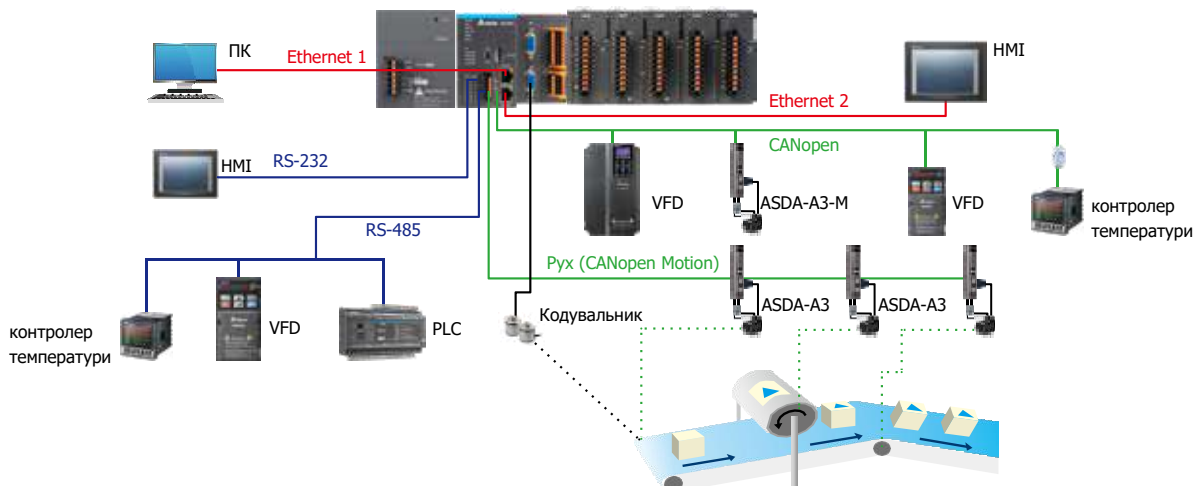 ПК
Ethernet 1
HMI
Ethernet 2
CANopen
HMI
RS-232
VFD
ASDA-A3-M
VFD
контролер
температури
RS-485
Рух (CANopen Motion)
ASDA-A3
ASDA-A3
Кодувальник
контролер
температури
VFD
PLC